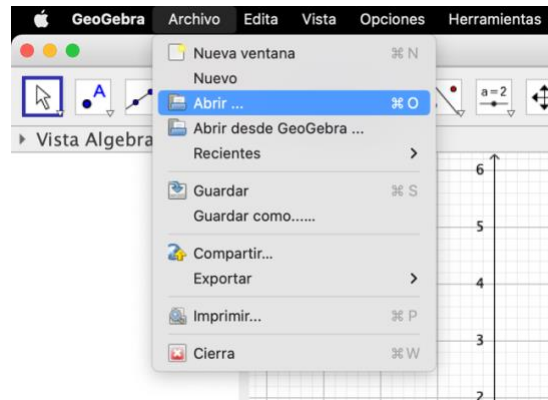 GeoGebra Archivo Edita Vista Opciones Herramientas
Nueva ventana ⌘ N
Nuevo
Abrir ... ⌘ O
A a=2
Abrir desde GeoGebra ...
Vista Algebra
Recientes
6
Guardar ⌘ S
Guardar como......
5
Compartir...
Exportar
4
Imprimir... ⌘ P
3
Cierra ⌘ W
2